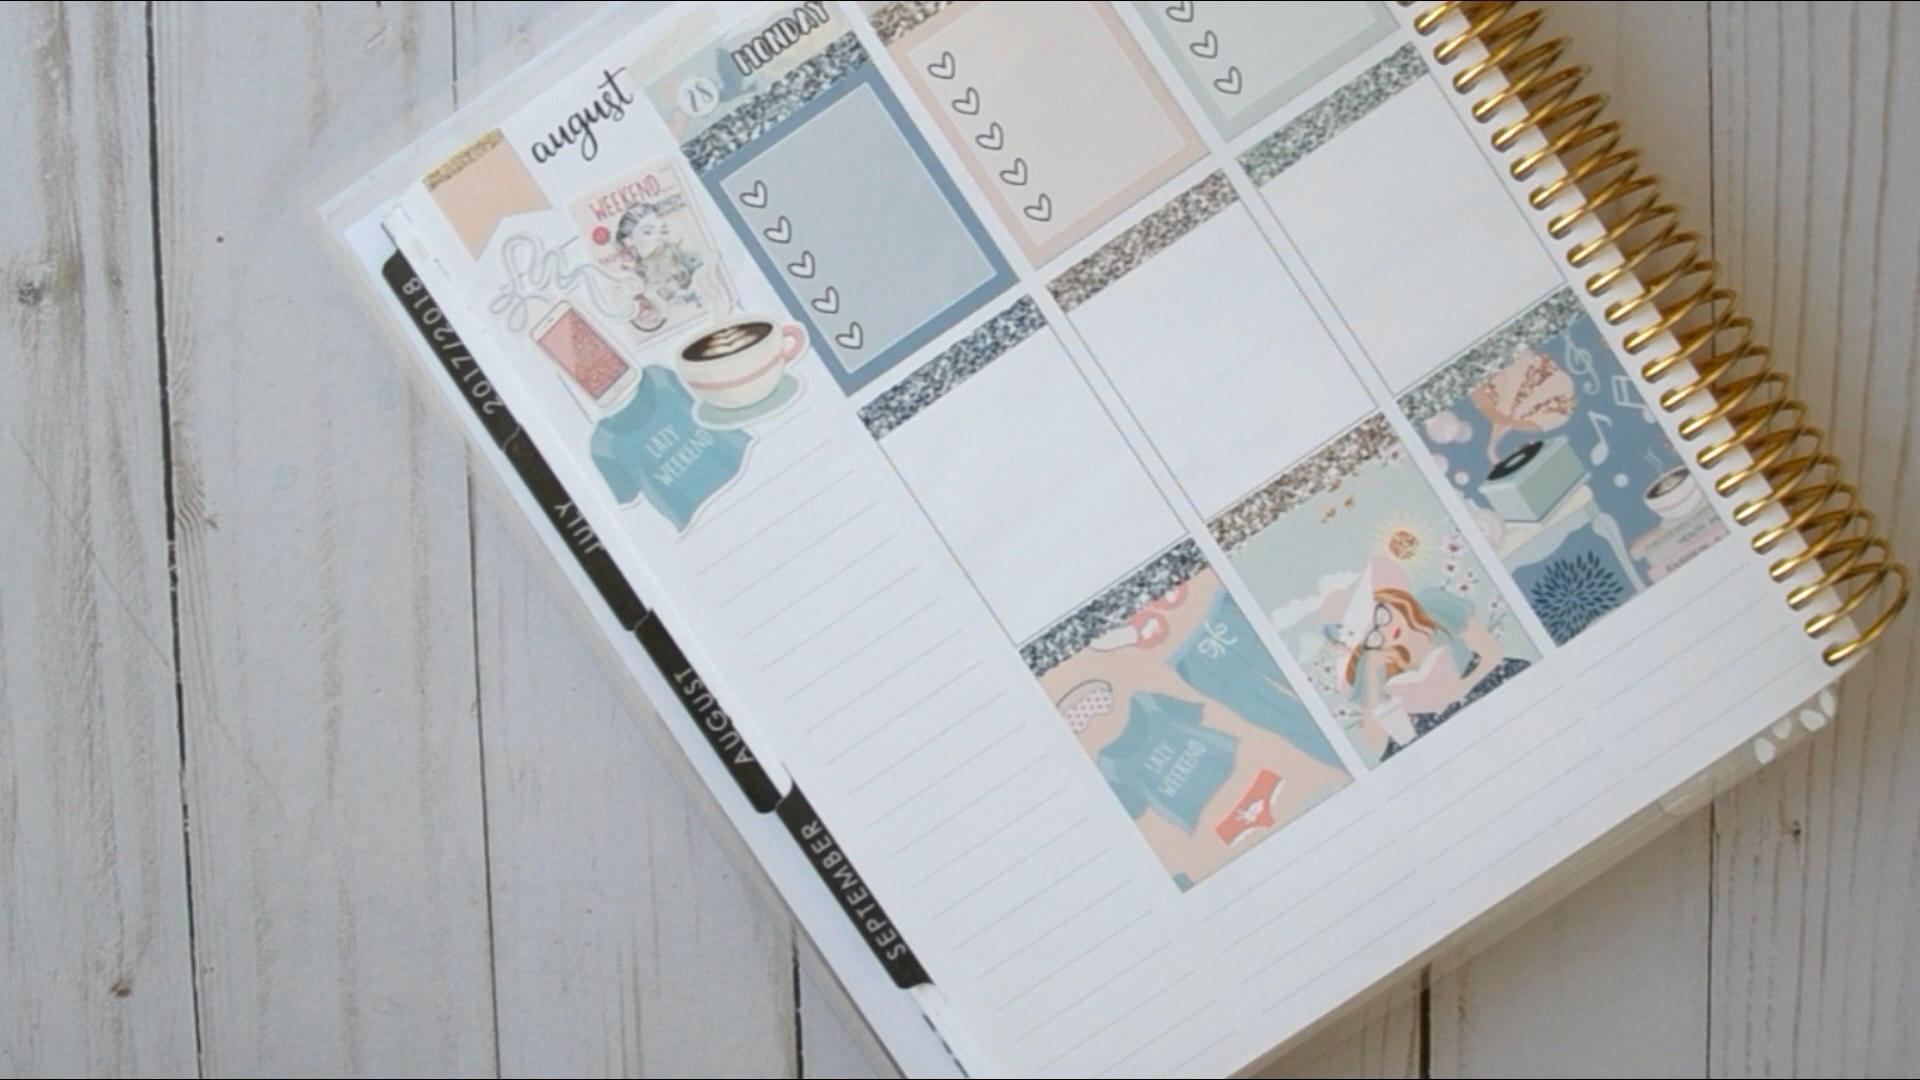 MONDAY
28
august
WEEKEND
LAZY
WEEKEND
2017/2018
JULY
AUGUST
SEPTEMBER
LAZY
WEEKEND